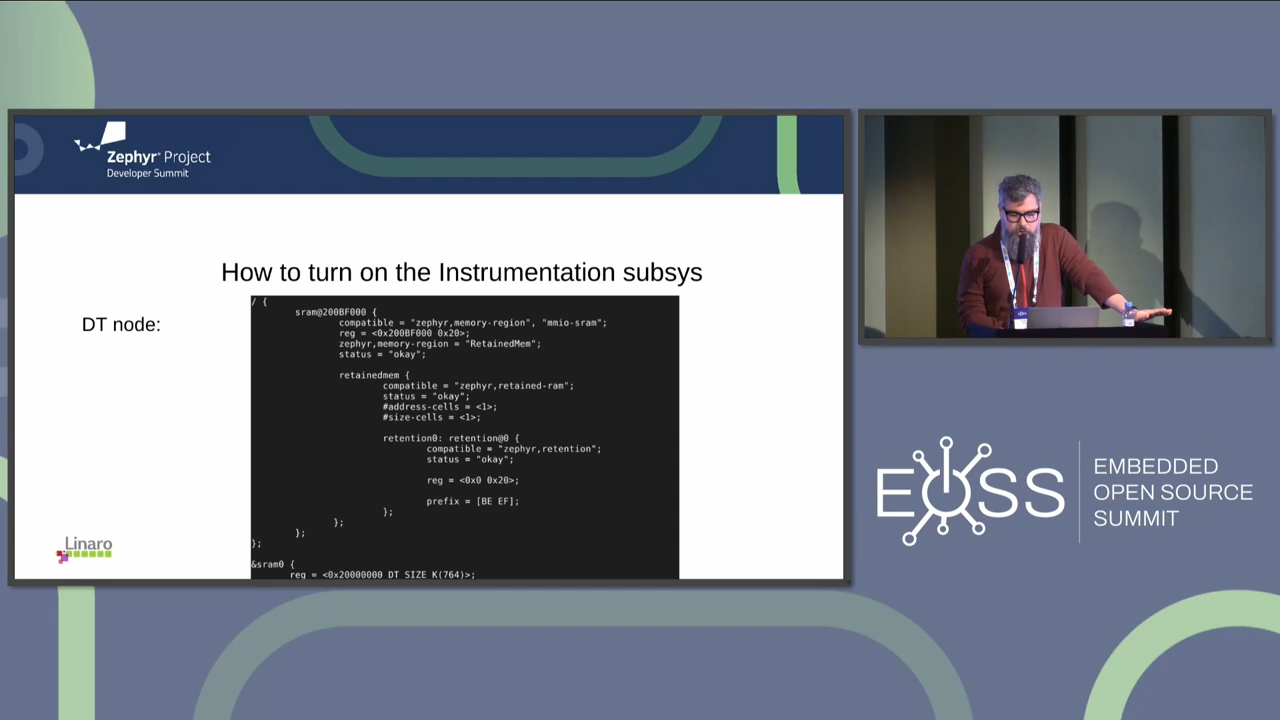 Zephyr® Project
Developer Summit
How to turn on the Instrumentation subsys
DT node:
/ {
sram@200BF000 {
compatible = "zephyr,memory-region", "mmio-sram";
reg = <0x200BF000 0x20>;
zephyr,memory-region = "RetainedMem";
status = "okay";
retainedmem {
compatible = "zephyr,retained-ram";
status = "okay";
#address-cells = <1>;
#size-cells = <1>;
retention0: retention@0 {
compatible = "zephyr,retention";
status = "okay";
reg = <0x0 0x20>;
prefix = [BE EF];
};
};
};
};
&sram0 {
reg = <0x20000000 DT_SIZE_K(764)>;
Linaro
EOSS
EMBEDDED
OPEN SOURCE
SUMMIT